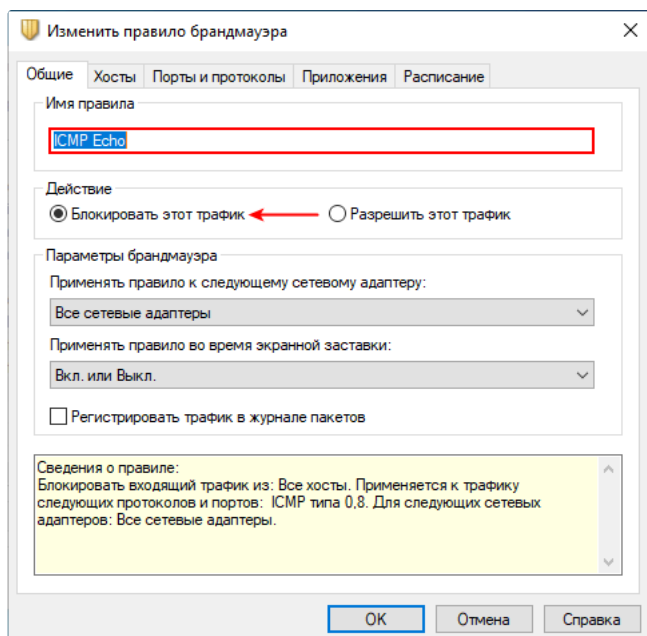 Изменить правило брандмауэра
Общие Хосты Порты и протоколы Приложения Расписание
Имя правила
ICMP Echo
Действие
Блокировать этот трафик Разрешить этот трафик
Параметры брандмауэра
Применять правило к следующему сетевому адаптеру:
Все сетевые адаптеры
Применять правило во время экранной заставки:
Вкл. или Выкл.
Регистрировать трафик в журнале пакетов
Сведения о правиле:
Блокировать входящий трафик из: Все хосты. Применяется к трафику
следующих протоколов и портов: ICMP типа 0,8. Для следующих сетевых
адаптеров: Все сетевые адаптеры.
OK Отмена Справка